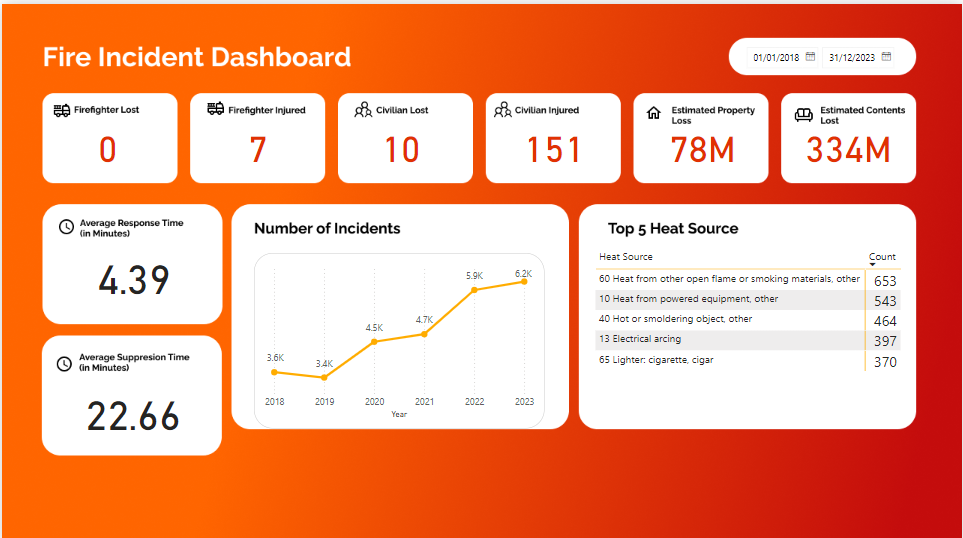 Fire Incident Dashboard
01/01/2018 31/12/2023
Firefighter Lost
0
Firefighter Injured
7
Civilian Lost
10
Civilian Injured
151
Estimated Property
Loss
78M
Estimated Contents
Lost
334M
Average Response Time
(in Minutes)
4.39
Average Suppresion Time
(in Minutes)
22.66
Number of Incidents
3.6K
3.4K
4.5K
4.7K
5.9K
6.2K
2018 2019 2020 2021 2022 2023
Year
Top 5 Heat Source
Heat Source Count
60 Heat from other open flame or smoking materials, other 653
10 Heat from powered equipment, other 543
40 Hot or smoldering object, other 464
13 Electrical arcing 397
65 Lighter: cigarette, cigar 370